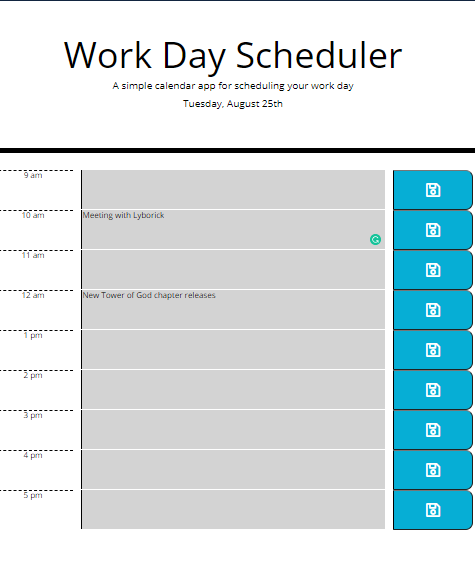 Work Day Scheduler
A simple calendar app for scheduling your work day
Tuesday, August 25th
9 am
10 am Meeting with Lyborick
11 am
12 am New Tower of God chapter releases
1 pm
2 pm
3 pm
4 pm
5 pm